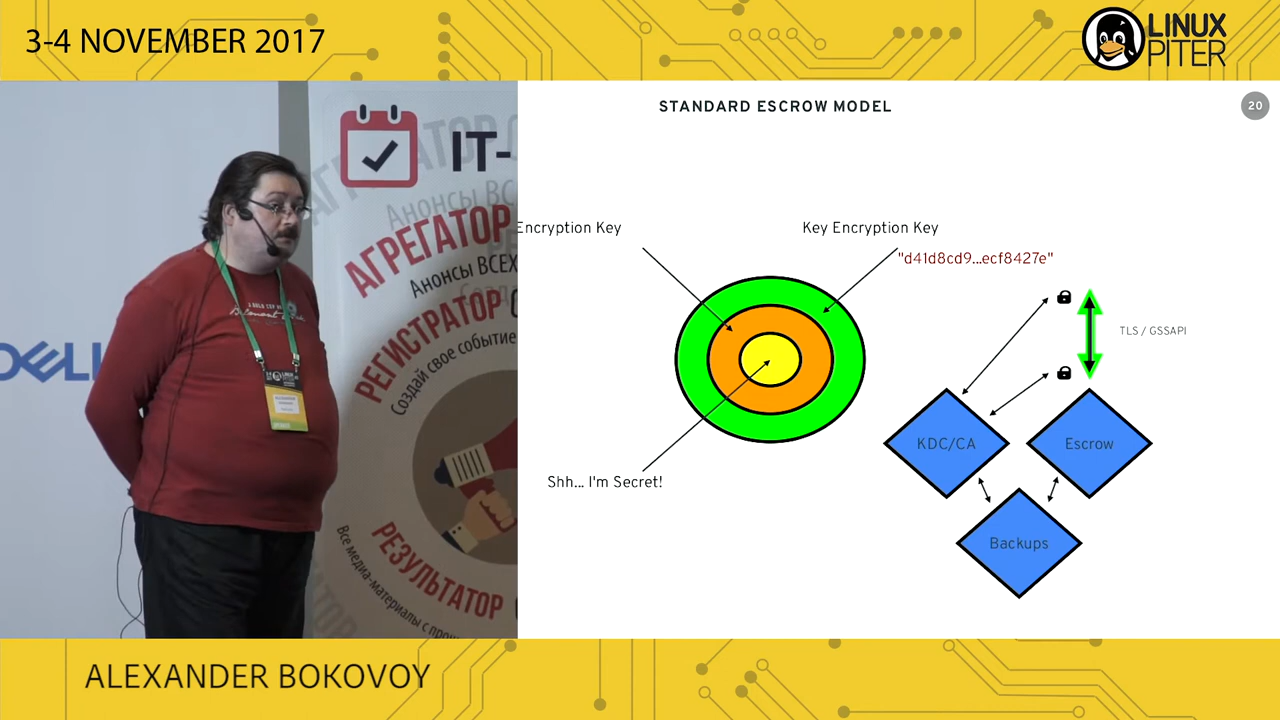 3-4 NOVEMBER 2017
LINUX
PITER
STANDARD ESCROW MODEL
20
Encryption Key
Key Encryption Key
"d41d8cd9...ecf8427e"
TLS / GSSAPI
KDC/CA
Escrow
Backups
Shh... I'm Secret!
DELL
IT-
АГРЕГАТОР
Анонсы ВСЕХ
РЕГИСТРАТОР
Создай свое событие
РЕЗУЛЬТАТОР
Все медиа-материалы с
ALEXANDER BOKOVOY